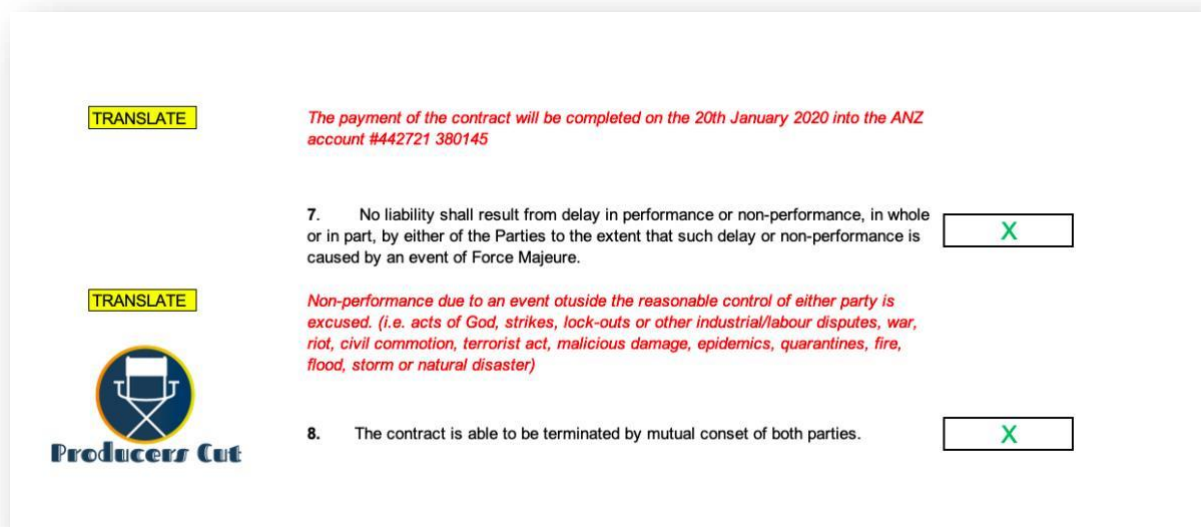 TRANSLATE
The payment of the contract will be completed on the 20th January 2020 into the ANZ
account #442721 380145
7. No liability shall result from delay in performance or non-performance, in whole
or in part, by either of the Parties to the extent that such delay or non-performance is
caused by an event of Force Majeure.
X
TRANSLATE
Non-performance due to an event otuside the reasonable control of either party is
excused. (i.e. acts of God, strikes, lock-outs or other industrial/labour disputes, war,
riot, civil commotion, terrorist act, malicious damage, epidemics, quarantines, fire,
flood, storm or natural disaster)
Producers Cut
8. The contract is able to be terminated by mutual conset of both parties.
X